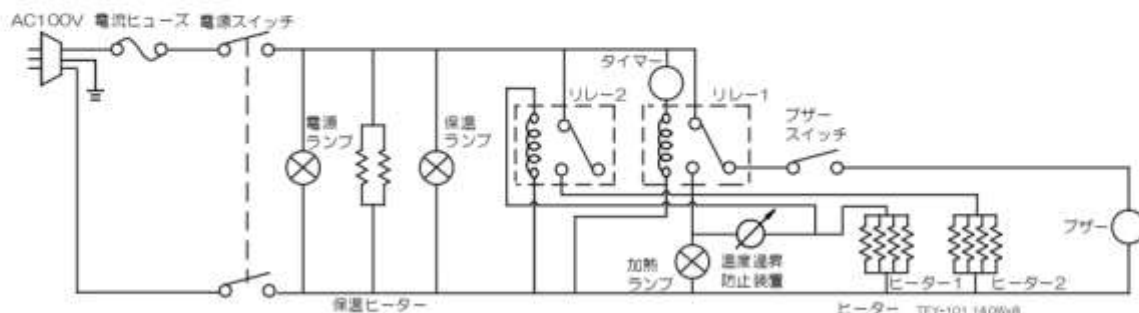 AC100V 電流ヒューズ 電源スイッチ
タイマー
リレー2
リレー1
ブザー
スイッチ
電源
ランプ
保温
ランプ
ブザー
加熱
ランプ
温度過昇
防止装置
ヒーター1
ヒーター2
保温ヒーター
ヒーター